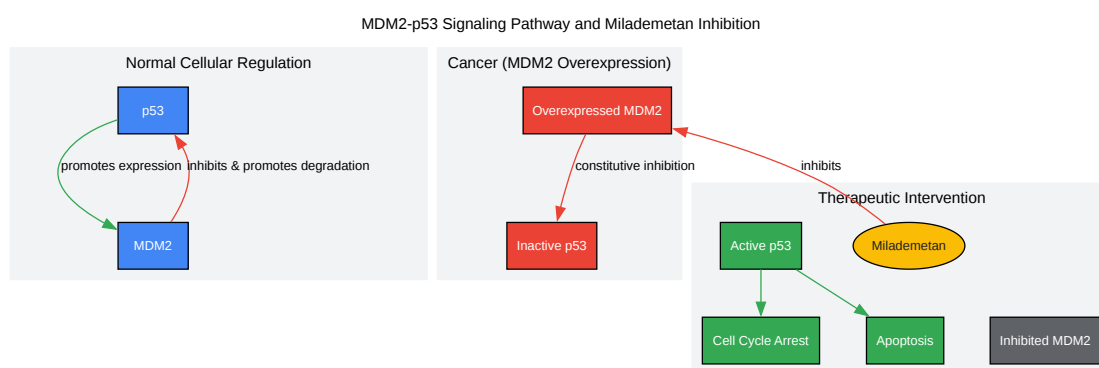 MDM2-p53 Signaling Pathway and Milademetan Inhibition
Normal Cellular Regulation
p53
promotes expression
inhibits & promotes degradation
MDM2
Cancer (MDM2 Overexpression)
Overexpressed MDM2
constitutive inhibition
Inactive p53
inhibits
Therapeutic Intervention
Active p53
Milademetan
Cell Cycle Arrest
Apoptosis
Inhibited MDM2